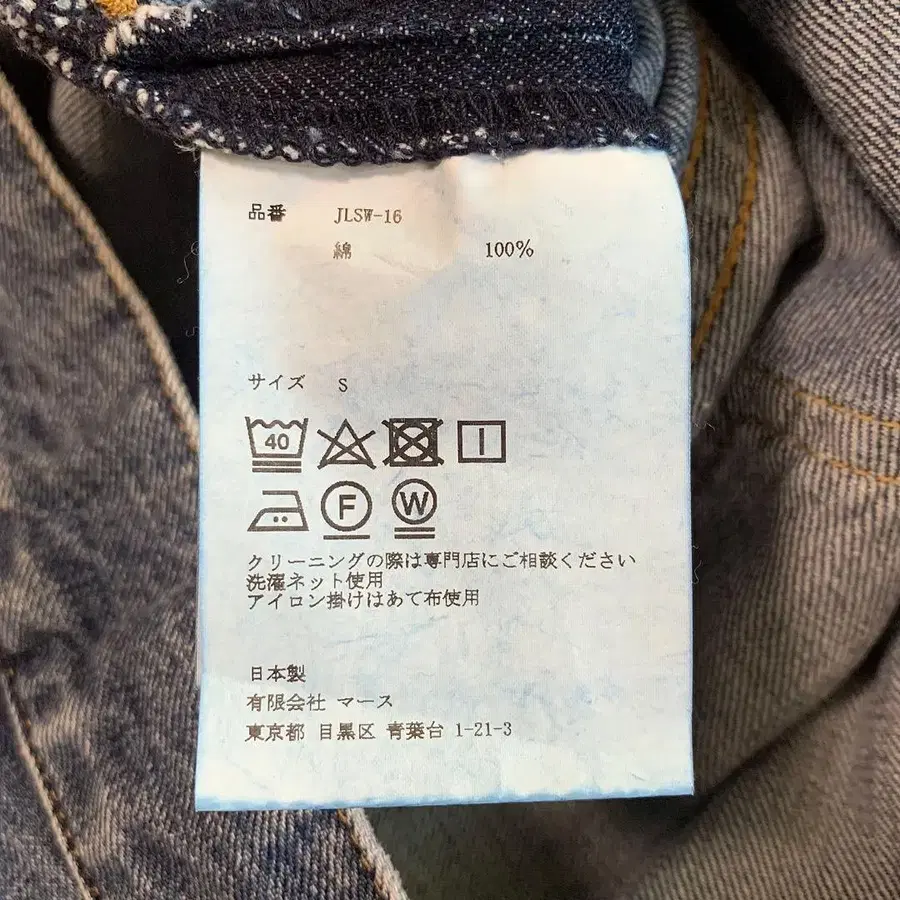 品番 JLSW-16
綿 100%
サイズ S
40
F W
クリーニングの際は専門店にご相談ください
洗濯ネット使用
アイロン掛けはあて布使用
日本製
有限会社 マース
東京都 目黒区 青葉台 1-21-3